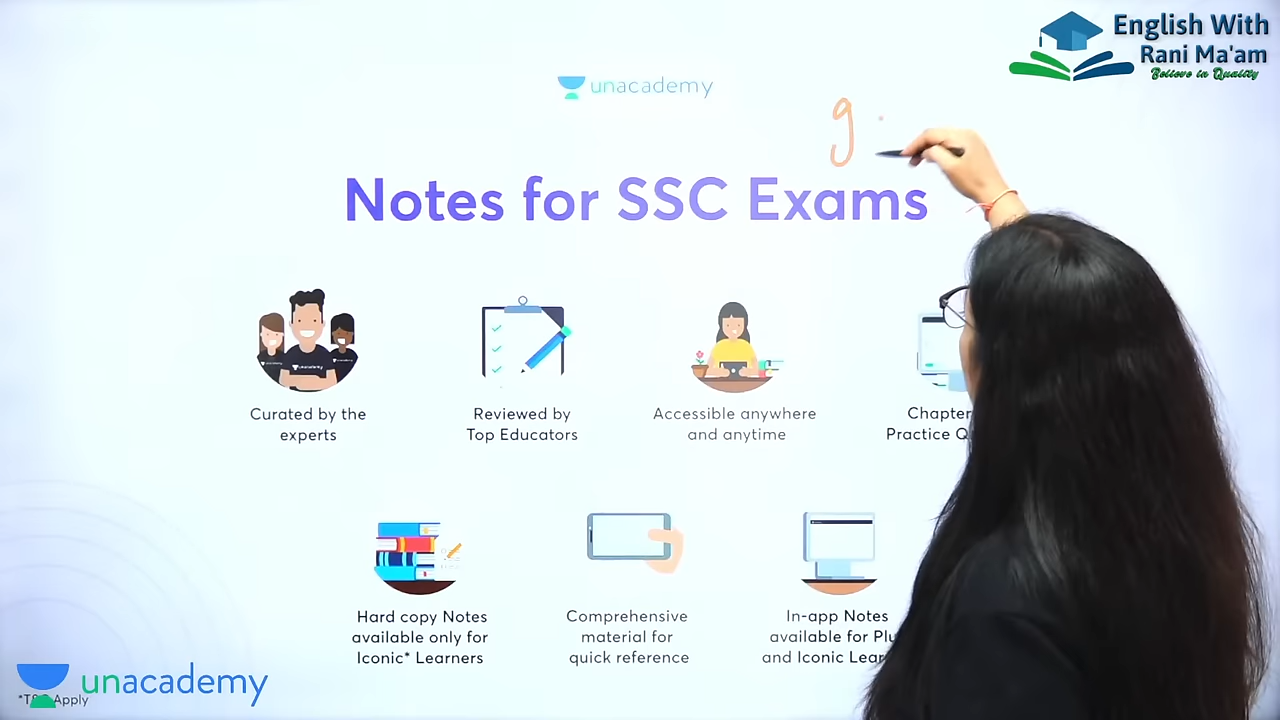 English With
Rani Ma'am
Believe in Quality
unacademy
g
Notes for SSC Exams
Curated by the
experts
Reviewed by
Top Educators
Accessible anywhere
and anytime
Chapter
Practice Q
Hard copy Notes
available only for
Iconic* Learners
Comprehensive
material for
quick reference
In-app Notes
available for Plu
and Iconic Lear
unacademy
*T&C Apply